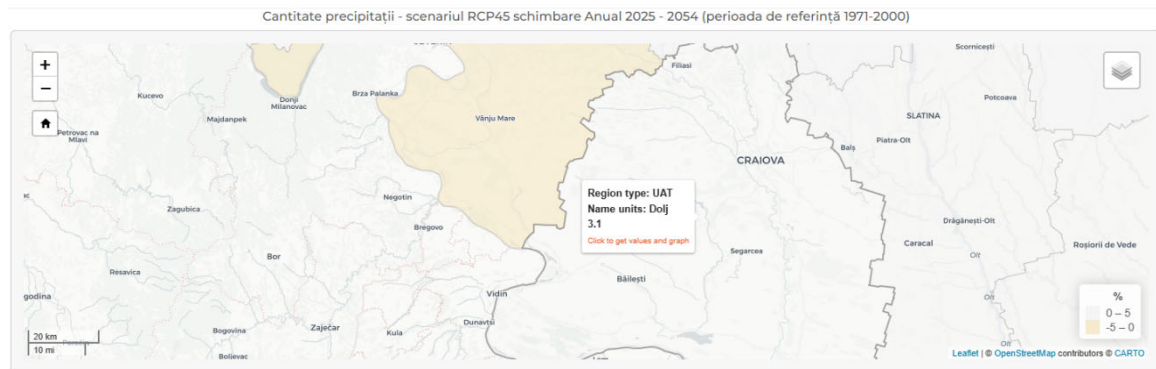 Cantitate precipitații - scenariul RCP45 schimbare Anual 2025 - 2054 (perioada de referință 1971-2000)
+
−
Scornicești
Filiasi
Kucevo
Donji
Milanovac
Brza Palanka
Potcoava
Majdanpek
Vânju Mare
SLATINA
Petrovac na
Mlavi
Piatra-Olt
Balș
CRAIOVA
Region type: UAT
Name units: Dolj
3.1
Click to get values and graph
Negotin
Zagubica
Bregovo
Drăgănești-Olt
Caracal
Roșiorii de Vede
Segarcea
Bor
Olt
Resavica
Băilești
godina
Vidin
Olt
%
0 – 5
-5 – 0
Dunavtsi
Zaječar
Bogovina
Kula
20 km
10 mi
Boljevac
Olt
Leaflet | © OpenStreetMap contributors © CARTO